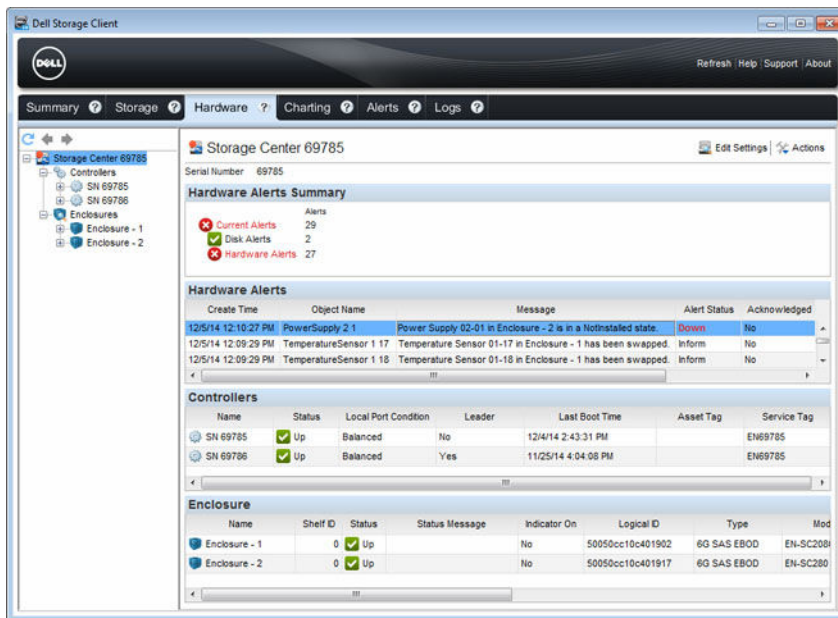 Dell Storage Client
DELL
Refresh Help Support About
Summary ? Storage ? Hardware ? Charting ? Alerts ? Logs ?
Storage Center 69785
Controllers
SN 69785
SN 69786
Enclosures
Enclosure - 1
Enclosure - 2
Storage Center 69785
Edit Settings Actions
Serial Number 69785
Hardware Alerts Summary
Alerts
Current Alerts 29
Disk Alerts 2
Hardware Alerts 27
Hardware Alerts
Create Time Object Name Message Alert Status Acknowledged
12/5/14 12:10:27 PM PowerSupply 2 1 Power Supply 02-01 in Enclosure - 2 is in a NotInstalled state. Down No
12/5/14 12:09:29 PM TemperatureSensor 1 17 Temperature Sensor 01-17 in Enclosure - 1 has been swapped. Inform No
12/5/14 12:09:29 PM TemperatureSensor 1 18 Temperature Sensor 01-18 in Enclosure - 1 has been swapped. Inform No
Controllers
Name Status Local Port Condition Leader Last Boot Time Asset Tag Service Tag
SN 69785 Up Balanced No 12/4/14 2:43:31 PM EN69785
SN 69786 Up Balanced Yes 11/25/14 4:04:08 PM EN69785
Enclosure
Name Shelf ID Status Status Message Indicator On Logical ID Type Mod
Enclosure - 1 0 Up No 50050cc10c401902 6G SAS EBOD EN-SC208
Enclosure - 2 0 Up No 50050cc10c401917 6G SAS EBOD EN-SC280